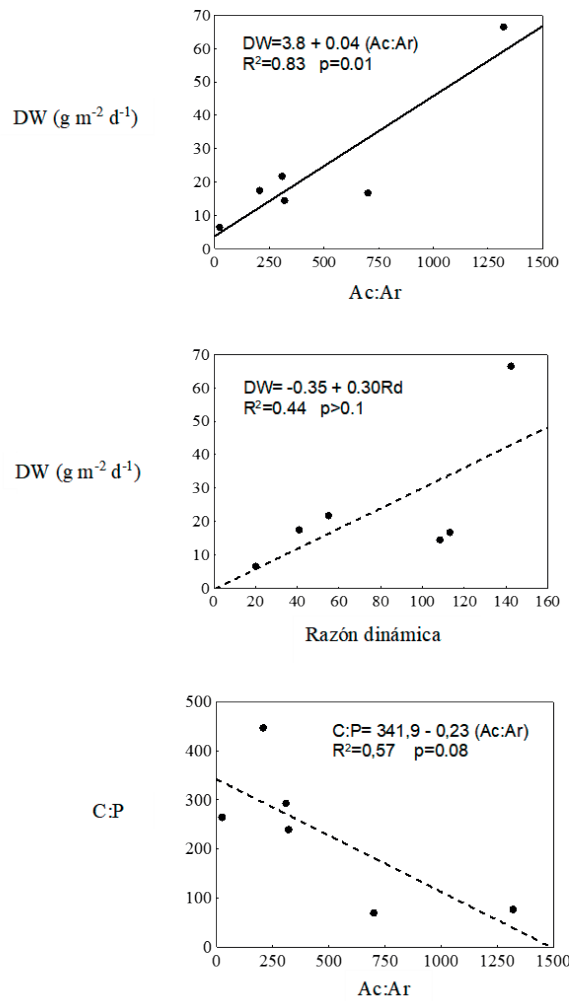 70
DW=3.8 + 0.04 (Ac:Ar)
60
R²=0.83 p=0.01
50
DW (g m⁻² d⁻¹)
40
30
20
10
0
0 250 500 750 1000 1250 1500
Ac:Ar
70
DW= -0.35 + 0.30Rd
60
R²=0.44 p>0.1
50
DW (g m⁻² d⁻¹)
40
30
20
10
0
0 20 40 60 80 100 120 140 160
Razón dinámica
500
C:P= 341,9 - 0,23 (Ac:Ar)
R²=0,57 p=0.08
400
300
C:P
200
100
0
0 250 500 750 1000 1250 1500
Ac:Ar